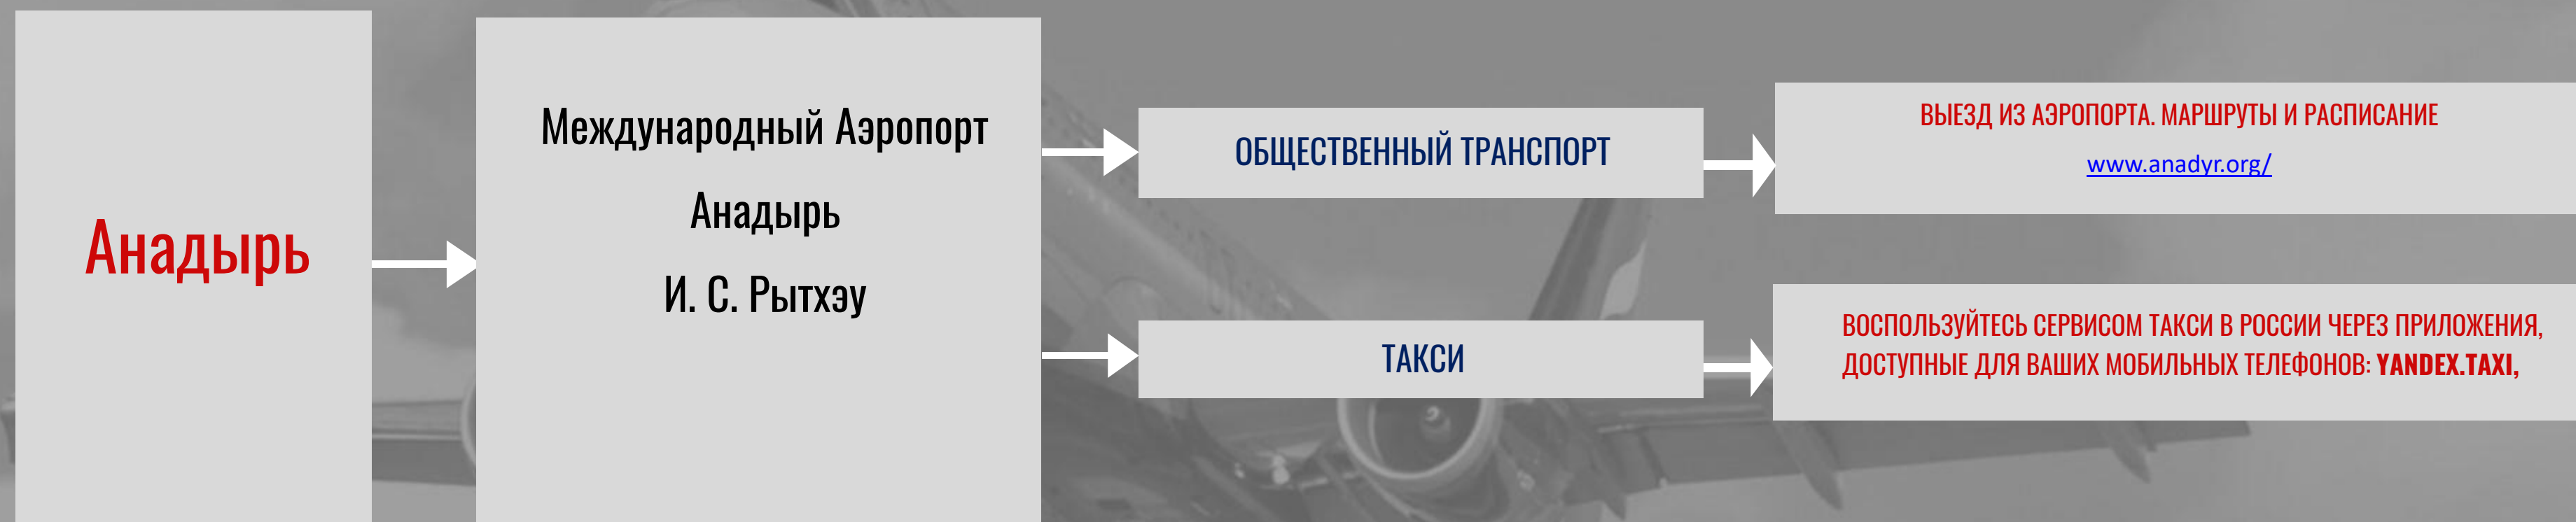 Анадырь
Международный Аэропорт
Анадырь
И. С. Рытхэу
ОБЩЕСТВЕННЫЙ ТРАНСПОРТ
ВЫЕЗД ИЗ АЭРОПОРТА. МАРШРУТЫ И РАСПИСАНИЕ
www.anadyr.org/
ТАКСИ
ВОСПОЛЬЗУЙТЕСЬ СЕРВИСОМ ТАКСИ В РОССИИ ЧЕРЕЗ ПРИЛОЖЕНИЯ,
ДОСТУПНЫЕ ДЛЯ ВАШИХ МОБИЛЬНЫХ ТЕЛЕФОНОВ: YANDEX.TAXI,